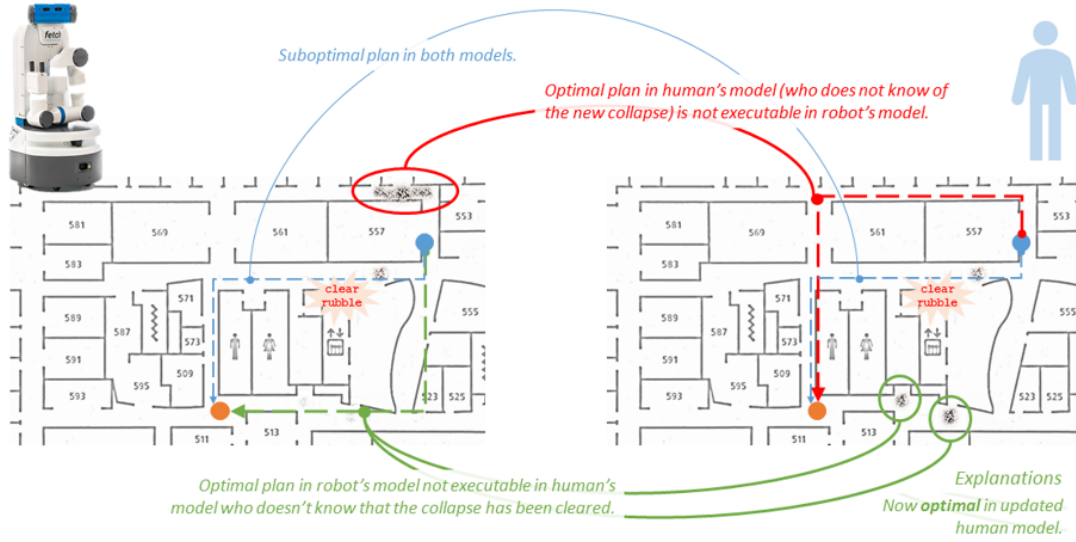 fetch
Suboptimal plan in both models.
Optimal plan in human's model (who does not know of
the new collapse) is not executable in robot's model.
581
569
561
557
553
583
clear
rubble
571
589
587
573
555
591
509
595
593
523
525
511
513
581
569
561
557
553
583
clear
rubble
571
589
587
573
555
591
509
595
593
523
525
511
513
Optimal plan in robot's model not executable in human's
model who doesn't know that the collapse has been cleared.
Explanations
Now optimal in updated
human model.